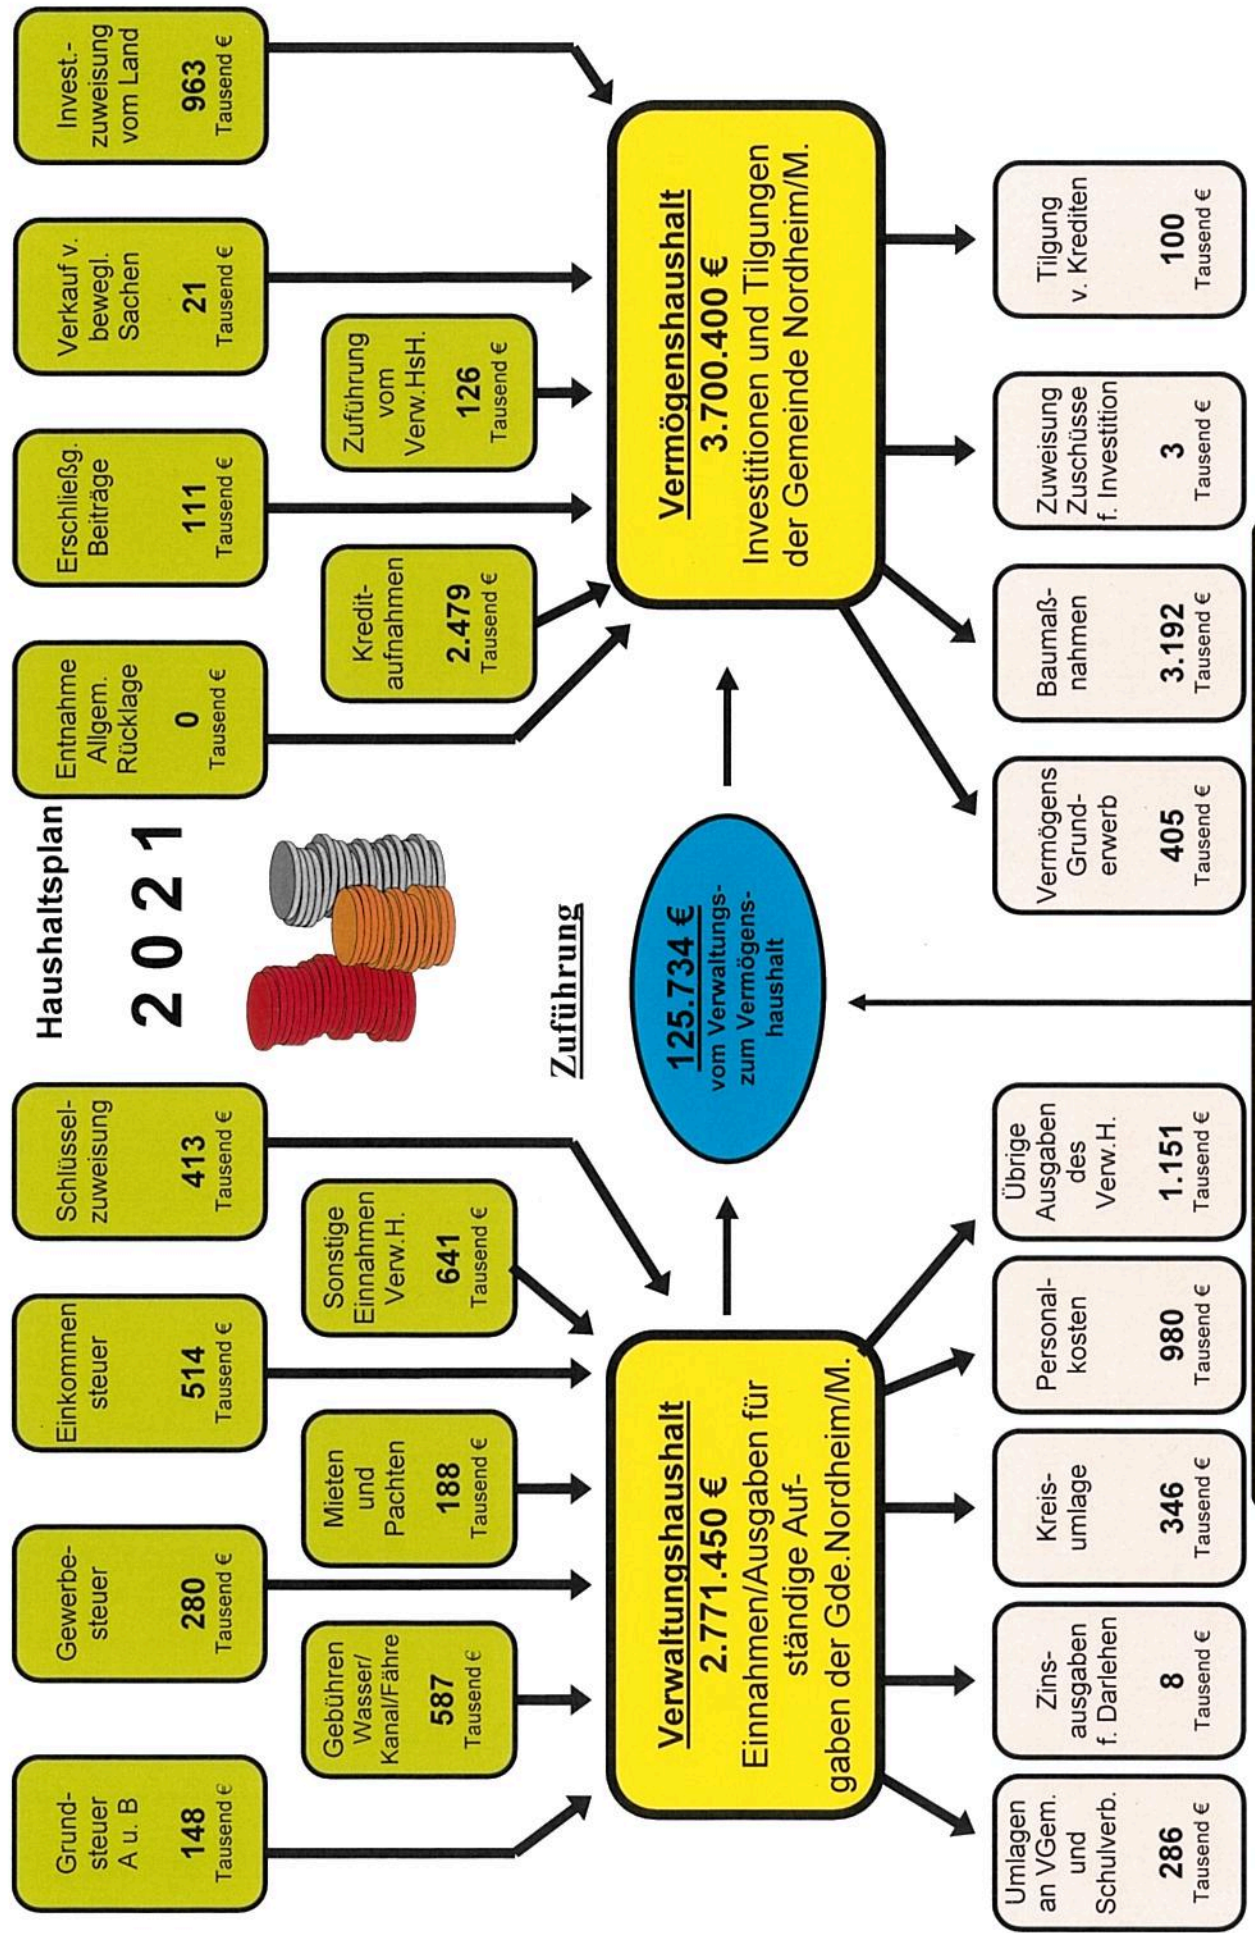 Haushaltsplan
2 0 2 1
Grund-
steuer
A u. B
148
Tausend €
Gewerbe-
steuer
280
Tausend €
Einkommen
steuer
514
Tausend €
Schlüssel-
zuweisung
413
Tausend €
Entnahme
Allgem.
Rücklage
0
Tausend €
Erschließg.
Beiträge
111
Tausend €
Verkauf v.
bewegl.
Sachen
21
Tausend €
Invest.-
zuweisung
vom Land
963
Tausend €
Gebühren
Wasser/
Kanal/Fähre
587
Tausend €
Mieten
und
Pachten
188
Tausend €
Sonstige
Einnahmen
Verw.H.
641
Tausend €
Kredit-
aufnahmen
2.479
Tausend €
Zuführung
vom
Verw.HsH.
126
Tausend €
Zuführung
Verwaltungshaushalt
2.771.450 €
Einnahmen/Ausgaben für
ständige Auf-
gaben der Gde.Nordheim/M.
125.734 €
vom Verwaltungs-
zum Vermögens-
haushalt
Vermögenshaushalt
3.700.400 €
Investitionen und Tilgungen
der Gemeinde Nordheim/M.
Umlagen
an VGem.
und
Schulverb.
286
Tausend €
Zins-
ausgaben
f. Darlehen
8
Tausend €
Kreis-
umlage
346
Tausend €
Personal-
kosten
980
Tausend €
Übrige
Ausgaben
des
Verw.H.
1.151
Tausend €
Vermögens
Grund-
erwerb
405
Tausend €
Baumaß-
nahmen
3.192
Tausend €
Zuweisung
Zuschüsse
f. Investition
3
Tausend €
Tilgung
v. Krediten
100
Tausend €